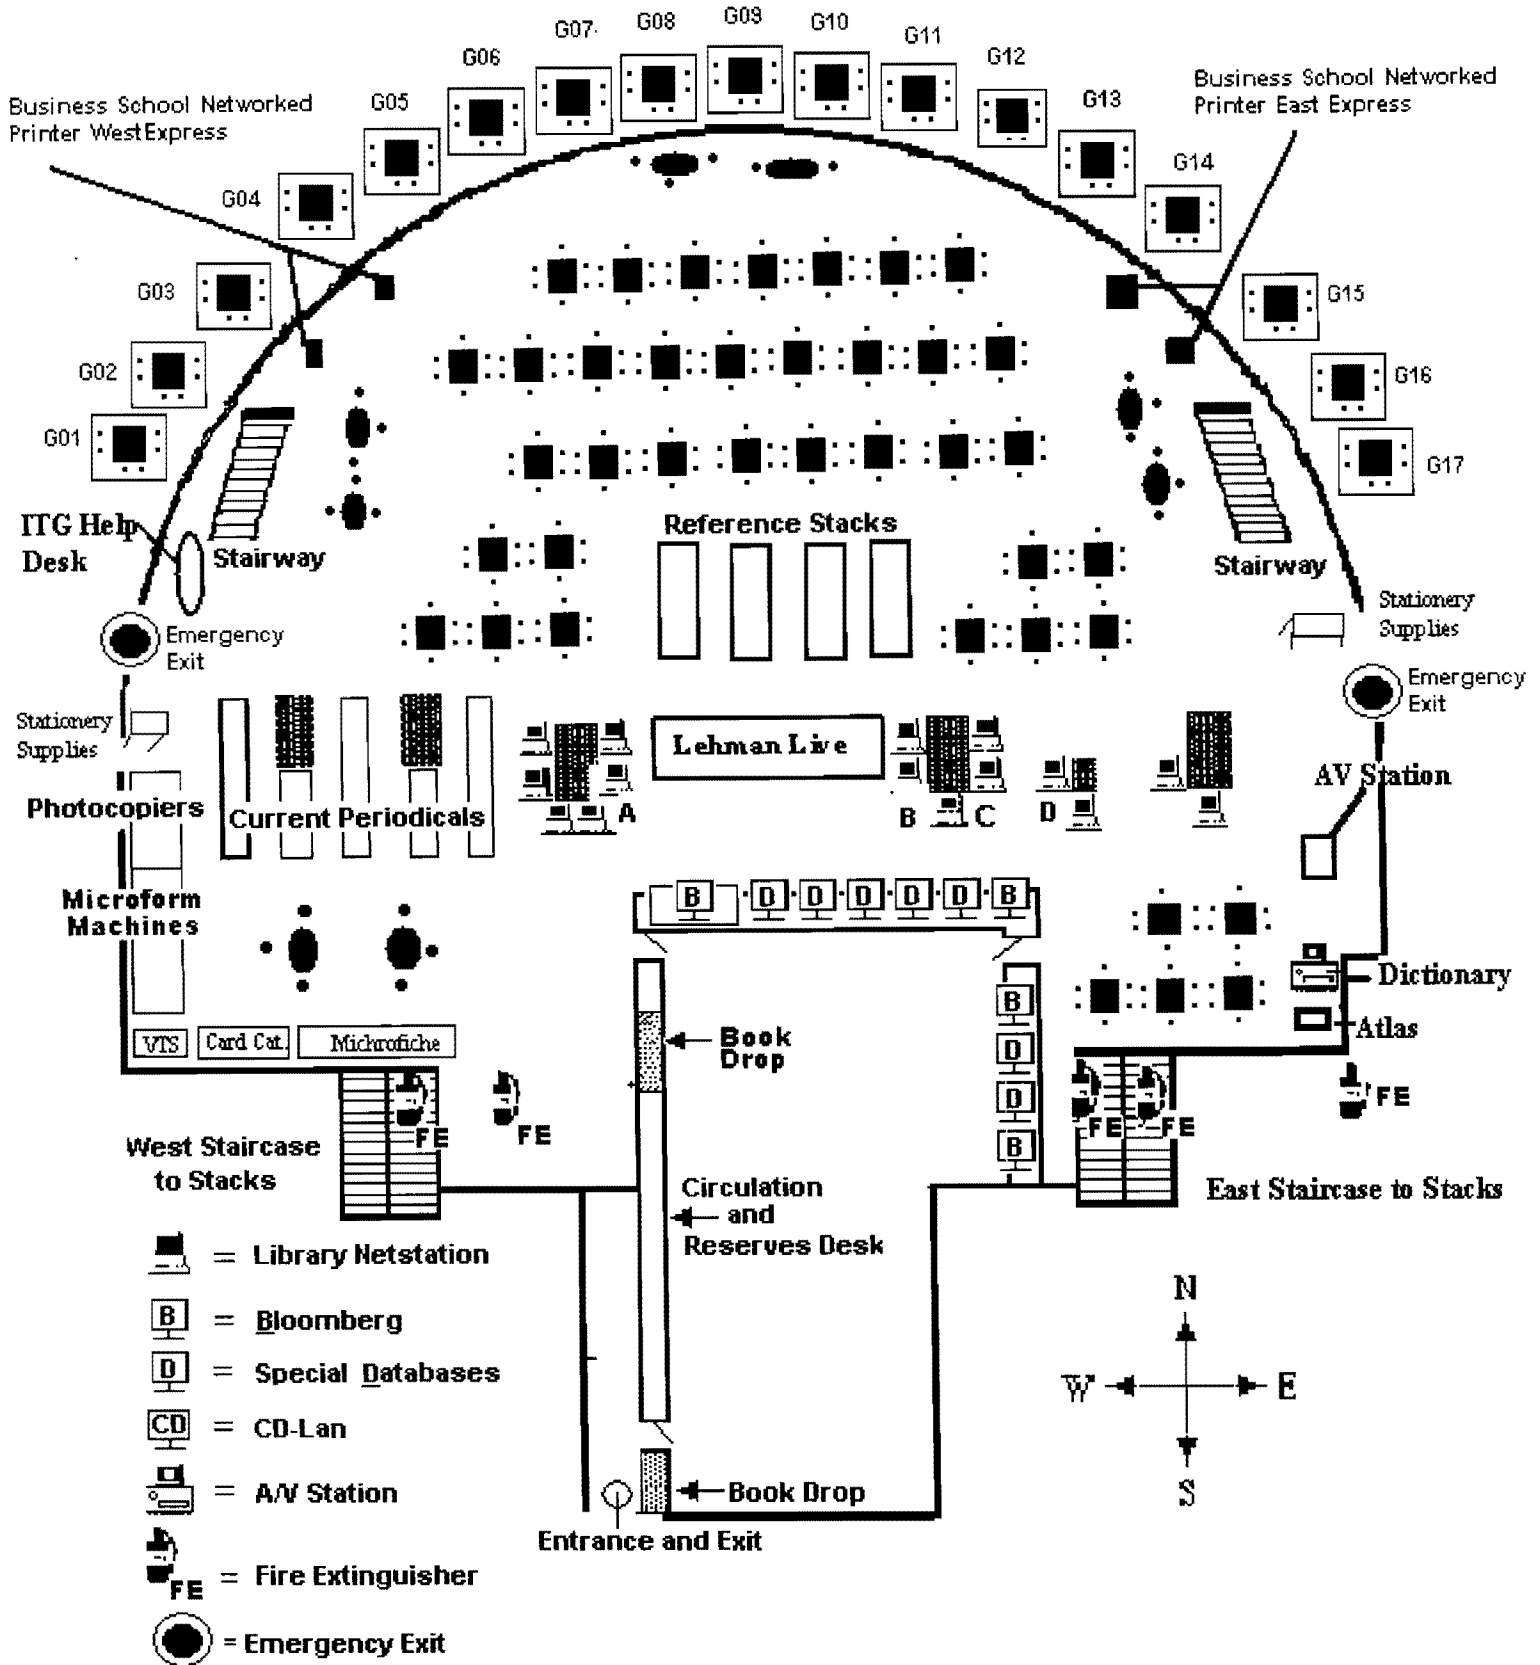 G09
G08
G10
G07
G11
G06
G12
Business School Networked
Printer East Express
G05
G13
Business School Networked
Printer WestExpress
G14
G04
G03
G15
G02
G16
G01
G17
ITG Help
Desk
Reference Stacks
Stairway
Stairway
Stationery
Supplies
Emergency
Exit
Emergency
Exit
Stationery
Supplies
Lehman Live
AV Station
Photocopiers
Current Periodicals
A
B
C
D
Microform
Machines
B
D
D
D
D
D
B
Dictionary
B
Atlas
VTS
Card Cat.
Michrofiche
Book
Drop
D
D
B
FE
FE
FE
FE
FE
West Staircase
to Stacks
Circulation
and
Reserves Desk
East Staircase to Stacks
= Library Netstation
B = Bloomberg
D = Special Databases
CD = CD-Lan
= A/V Station
FE = Fire Extinguisher
= Emergency Exit
N
W
E
S
Book Drop
Entrance and Exit